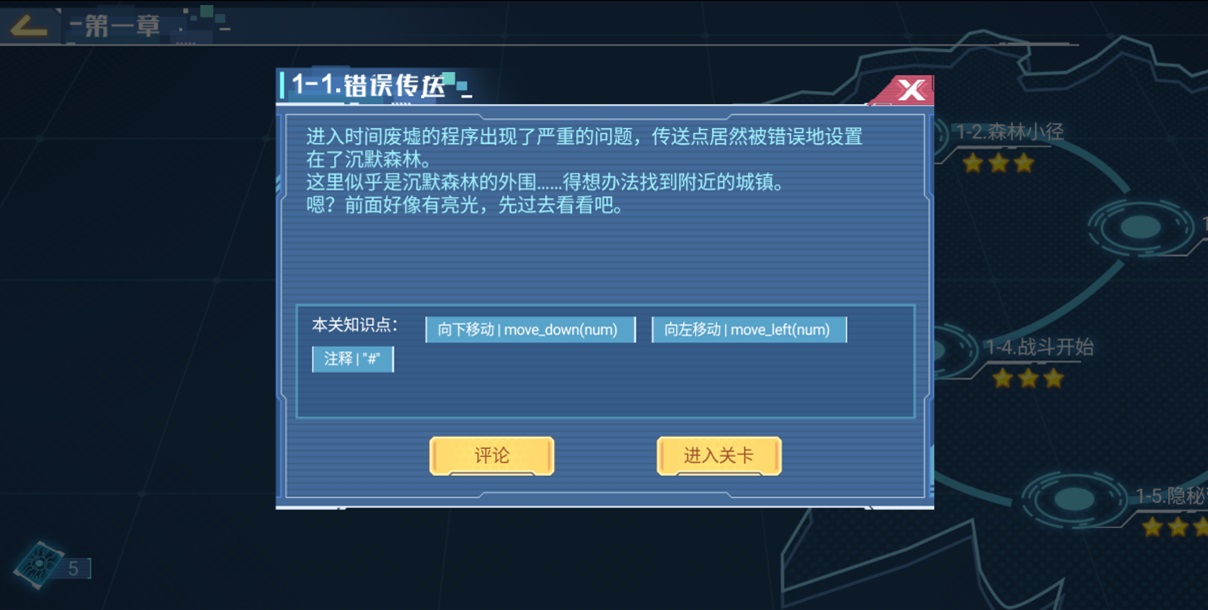 第一章
1-1.错误传送
X
进入时间废墟的程序出现了严重的问题，传送点居然被错误地设置
在了沉默森林。
这里似乎是沉默森林的外围……得想办法找到附近的城镇。
嗯？前面好像有亮光，先过去看看吧。
本关知识点：
向下移动 | move_down(num)
向左移动 | move_left(num)
注释 | "#"
评论
进入关卡
1-2.森林小径
1-4.战斗开始
1-5.隐秘
5